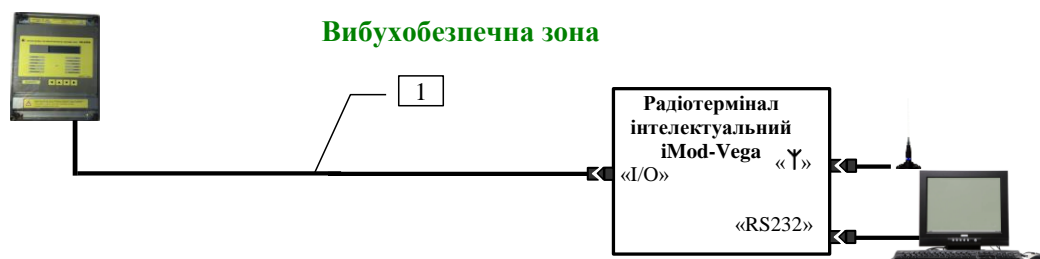 Вибухобезпечна зона
1
Радіотермінал
інтелектуальний
iMod-Vega
«I/O»
«»
«RS232»